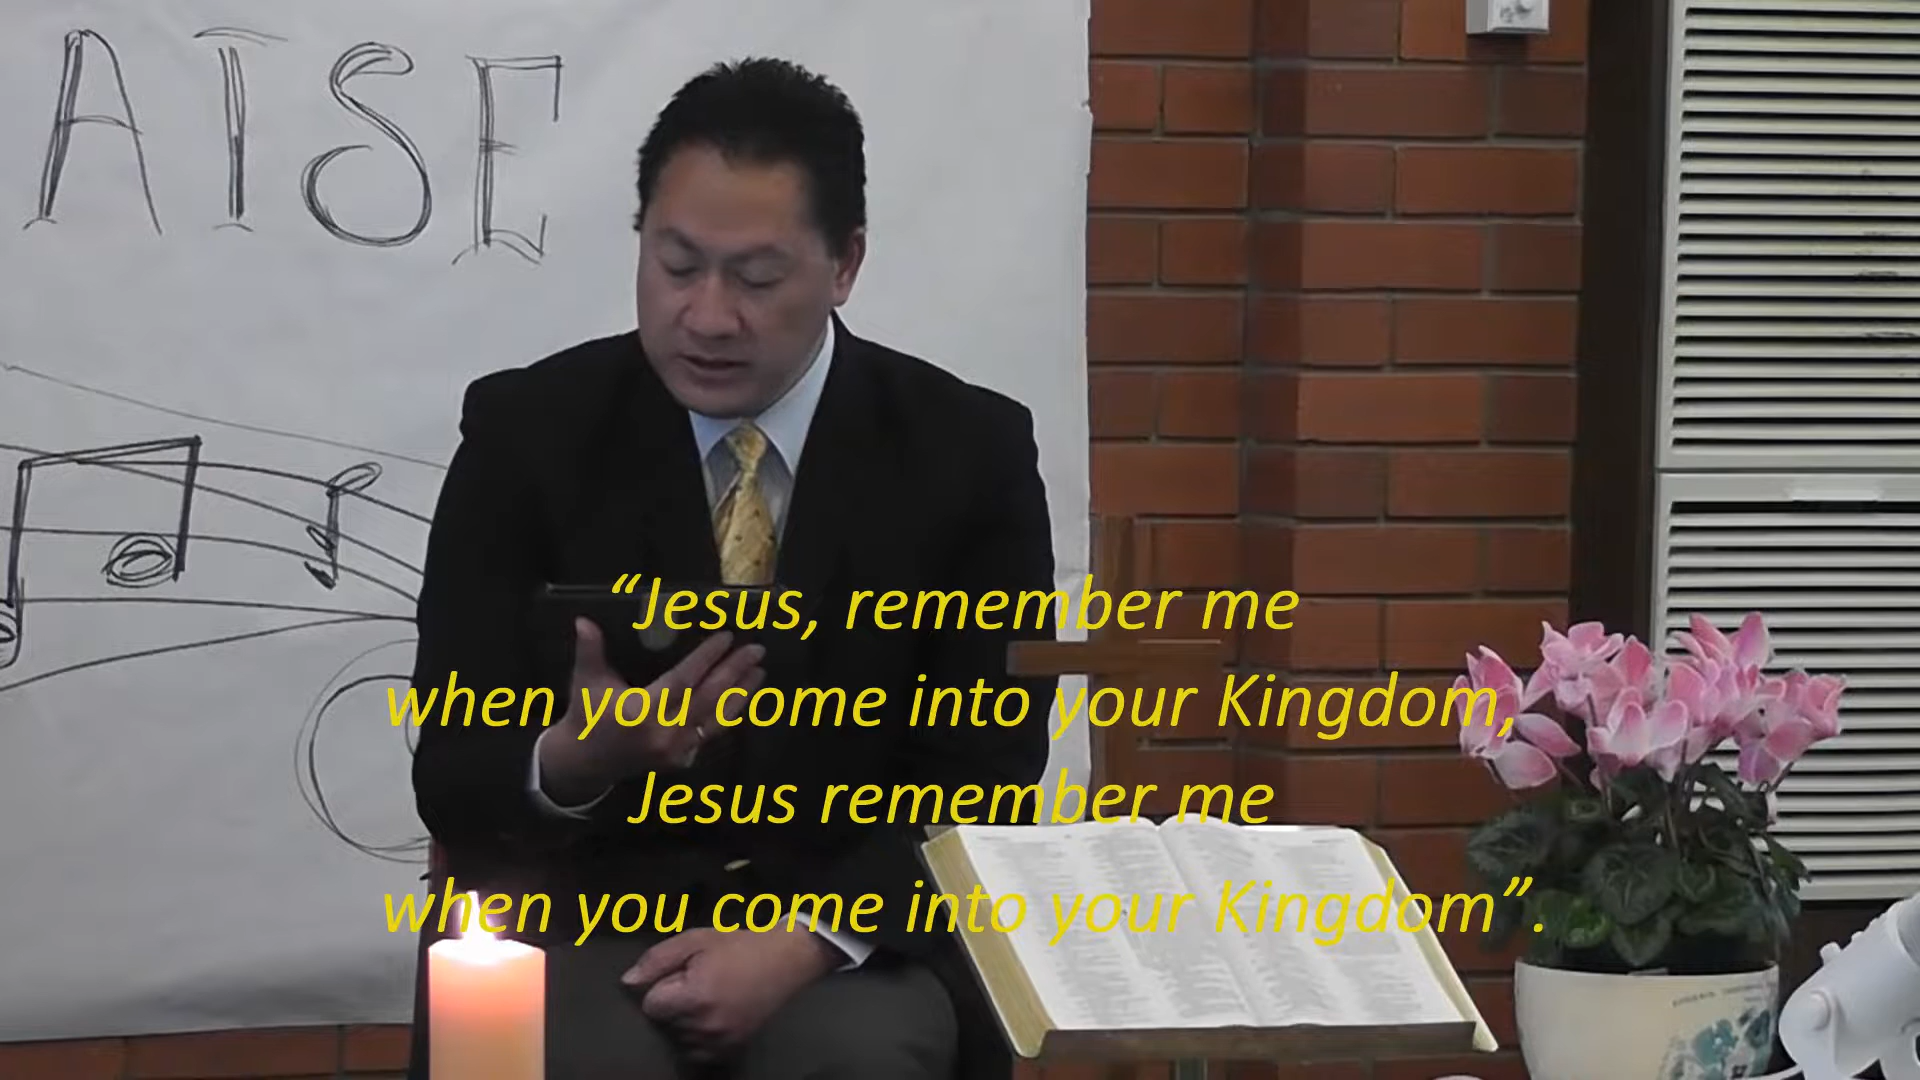 AISE
“Jesus, remember me
when you come into your Kingdom,
Jesus remember me
when you come into your Kingdom”.